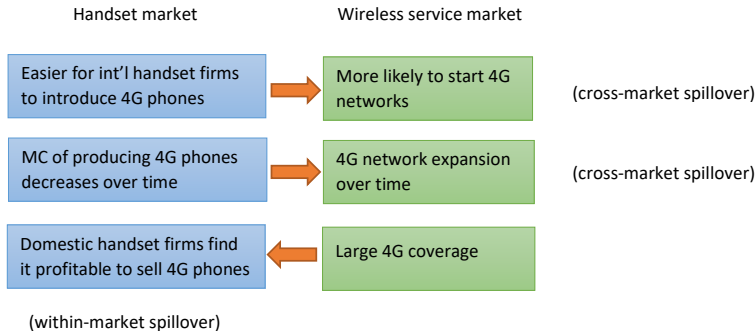 Handset market
Wireless service market
Easier for int'l handset firms
to introduce 4G phones
More likely to start 4G
networks
(cross-market spillover)
MC of producing 4G phones
decreases over time
4G network expansion
over time
(cross-market spillover)
Domestic handset firms find
it profitable to sell 4G phones
Large 4G coverage
(within-market spillover)